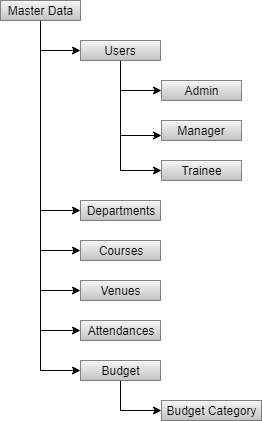 Master Data
Users
Admin
Manager
Trainee
Departments
Courses
Venues
Attendances
Budget
Budget Category